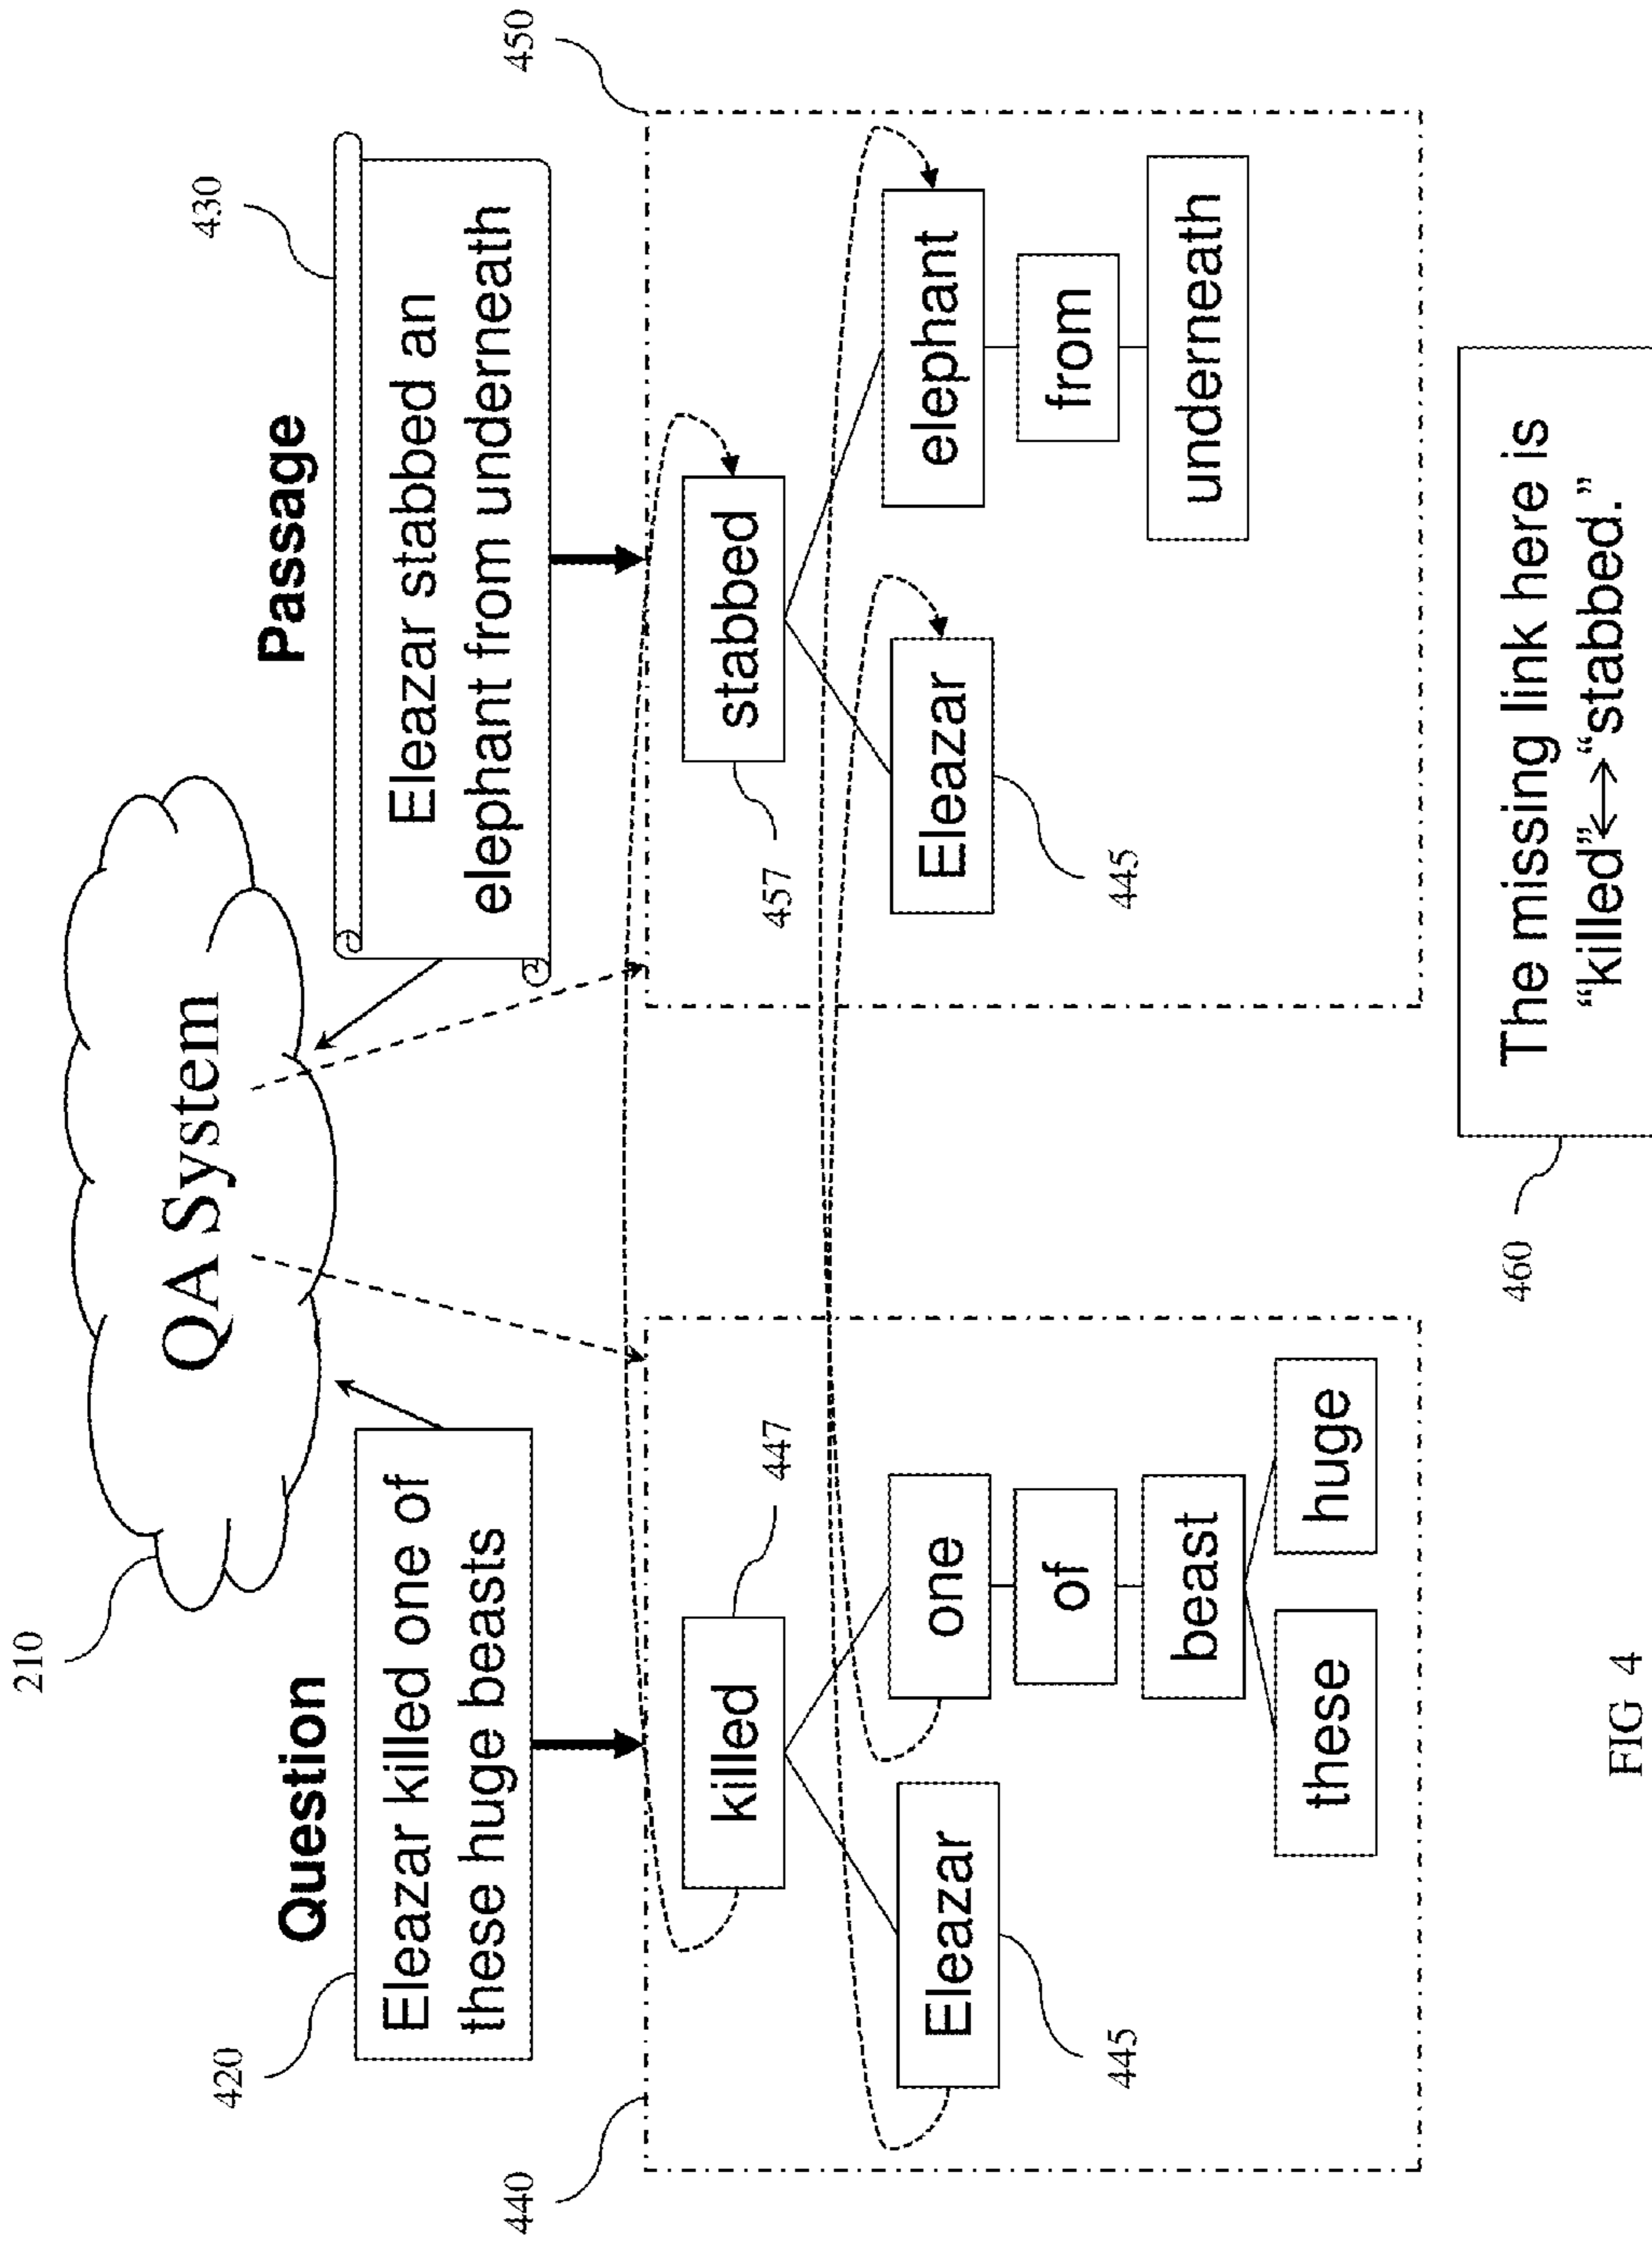 210
QA System
Question
Passage
420
430
Eleazar killed one of
these huge beasts
Eleazar stabbed an
elephant from underneath
440
450
killed
447
Eleazar
445
one
of
beast
these
huge
stabbed
457
Eleazar
445
elephant
from
underneath
460
The missing link here is
“killed”↔“stabbed.”
FIG 4